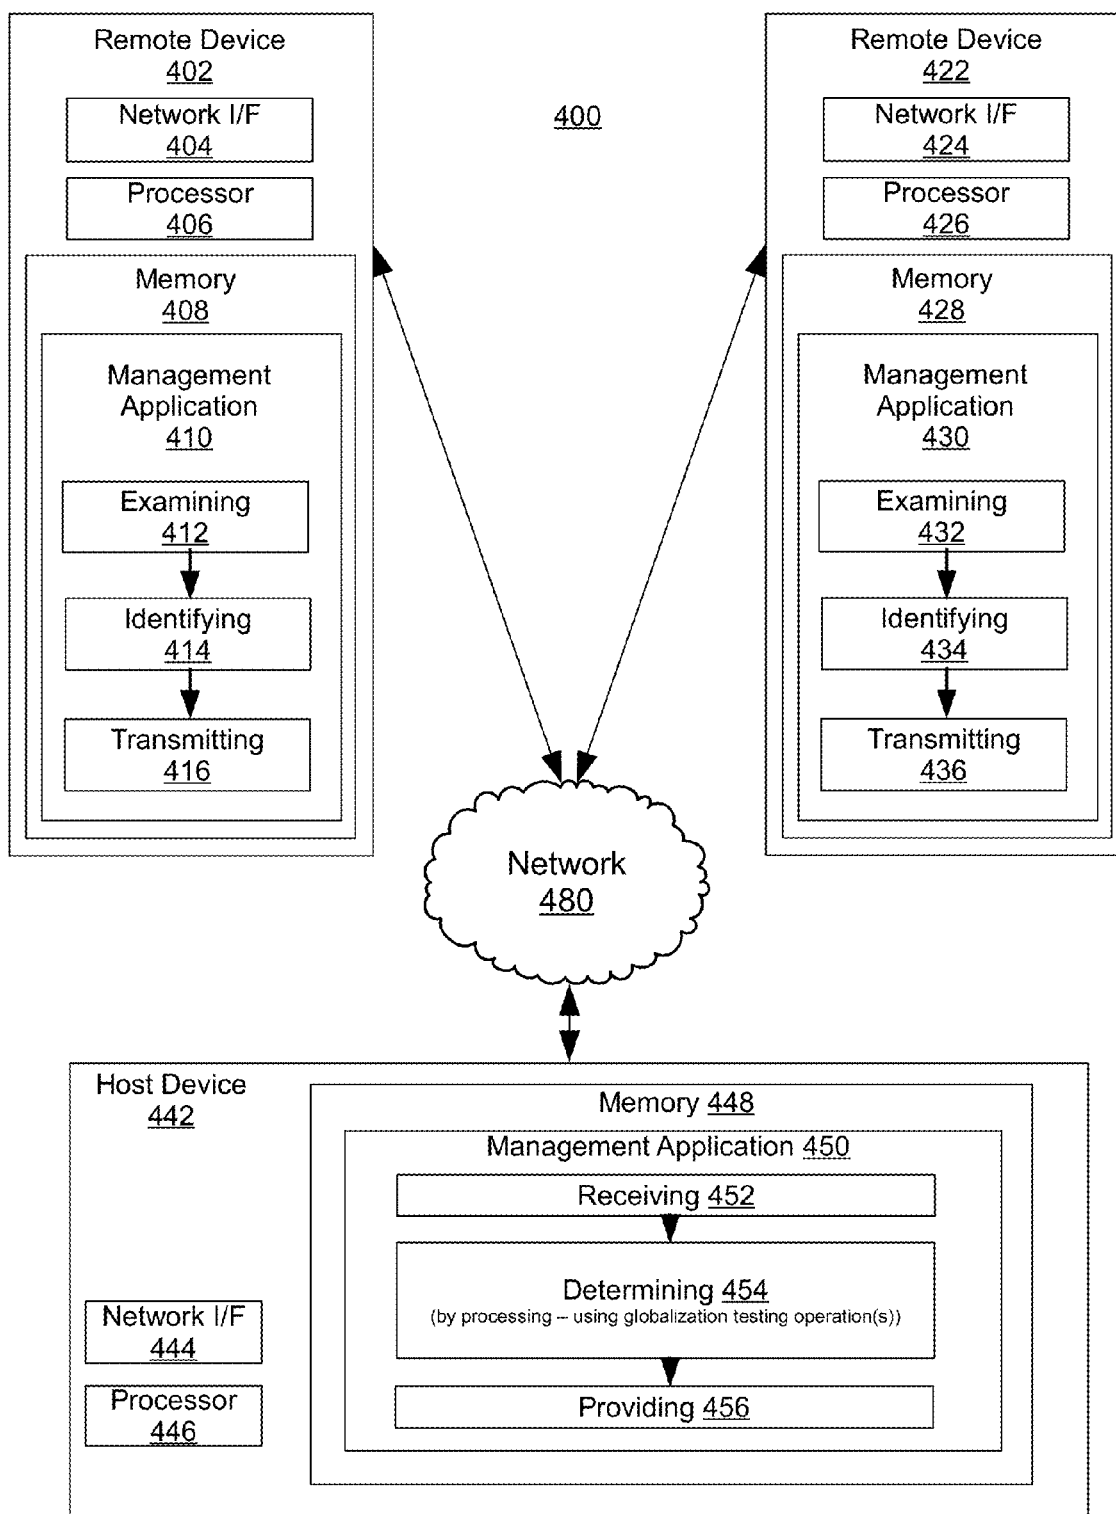 Remote Device
402
Network I/F
404
Processor
406
Memory
408
Management
Application
410
Examining
412
Identifying
414
Transmitting
416
400
Remote Device
422
Network I/F
424
Processor
426
Memory
428
Management
Application
430
Examining
432
Identifying
434
Transmitting
436
Network
480
Host Device
442
Network I/F
444
Processor
446
Memory 448
Management Application 450
Receiving 452
Determining 454
(by processing – using globalization testing operation(s))
Providing 456